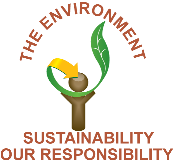 THE ENVIRONMENT
SUSTAINABILITY
OUR RESPONSIBILITY